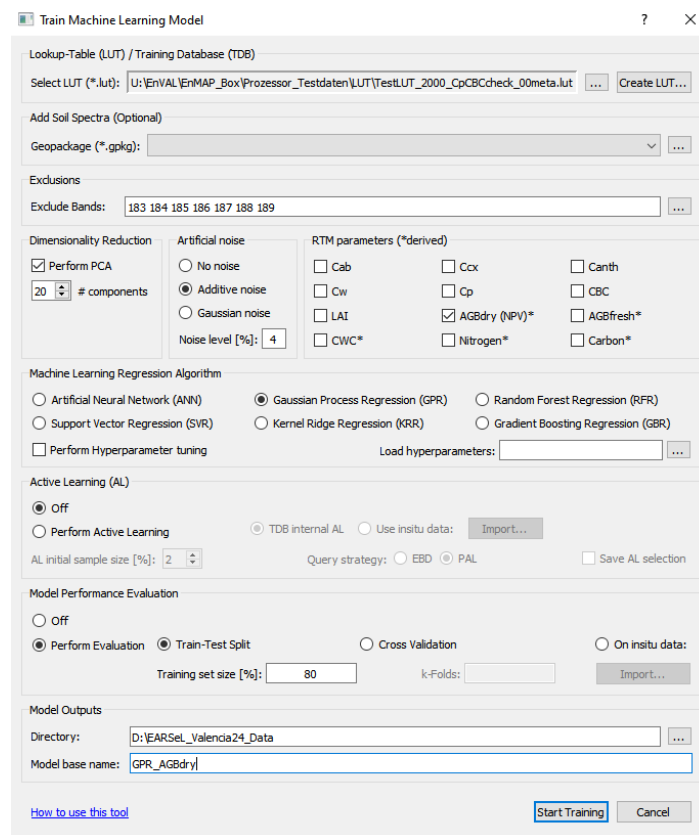 Train Machine Learning Model ? ×
Lookup-Table (LUT) / Training Database (TDB)
Select LUT (*.lut): U:\EnVAL\EnMAP_Box\Prozessor_Testdaten\LUT\TestLUT_2000_CpCBCcheck_00meta.lut ... Create LUT...
Add Soil Spectra (Optional)
Geopackage (*.gpkg): ...
Exclusions
Exclude Bands: 183 184 185 186 187 188 189 ...
Dimensionality Reduction Artificial noise RTM parameters (*derived)
Perform PCA No noise Cab Ccx Canth
20 # components Additive noise Cw Cp CBC
Gaussian noise LAI AGBdry (NPV)* AGBfresh*
Noise level [%]: 4 CWC* Nitrogen* Carbon*
Machine Learning Regression Algorithm
Artificial Neural Network (ANN) Gaussian Process Regression (GPR) Random Forest Regression (RFR)
Support Vector Regression (SVR) Kernel Ridge Regression (KRR) Gradient Boosting Regression (GBR)
Perform Hyperparameter tuning Load hyperparameters: ...
Active Learning (AL)
Off
Perform Active Learning TDB internal AL Use insitu data: Import...
AL initial sample size [%]: 2 Query strategy: EBD PAL Save AL selection
Model Performance Evaluation
Off
Perform Evaluation Train-Test Split Cross Validation On insitu data:
Training set size [%]: 80 k-Folds: Import...
Model Outputs
Directory: D:\EARSeL_Valencia24_Data ...
Model base name: GPR_AGBdry
How to use this tool Start Training Cancel